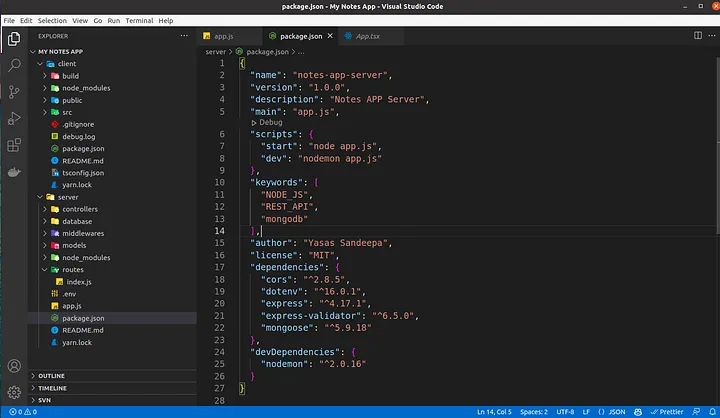 package.json - My Notes App - Visual Studio Code
File Edit Selection View Go Run Terminal Help
EXPLORER
MY NOTES APP
client
build
node_modules
public
src
.gitignore
debug.log
package.json
README.md
tsconfig.json
yarn.lock
server
controllers
database
middlewares
models
node_modules
routes
index.js
.env
app.js
package.json
README.md
yarn.lock
OUTLINE
TIMELINE
SVN
app.js package.json App.tsx
server > package.json > ...
1 {
2 "name": "notes-app-server",
3 "version": "1.0.0",
4 "description": "Notes APP Server",
5 "main": "app.js",
Debug
6 "scripts": {
7 "start": "node app.js",
8 "dev": "nodemon app.js"
9 },
10 "keywords": [
11 "NODE_JS",
12 "REST_API",
13 "mongodb"
14 ],
15 "author": "Yasas Sandeepa",
16 "license": "MIT",
17 "dependencies": {
18 "cors": "^2.8.5",
19 "dotenv": "^16.0.1",
20 "express": "^4.17.1",
21 "express-validator": "^6.5.0",
22 "mongoose": "^5.9.18"
23 },
24 "devDependencies": {
25 "nodemon": "^2.0.16"
26 }
27 }
28
0 0 Ln 14, Col 5 Spaces: 2 UTF-8 LF {} JSON Prettier